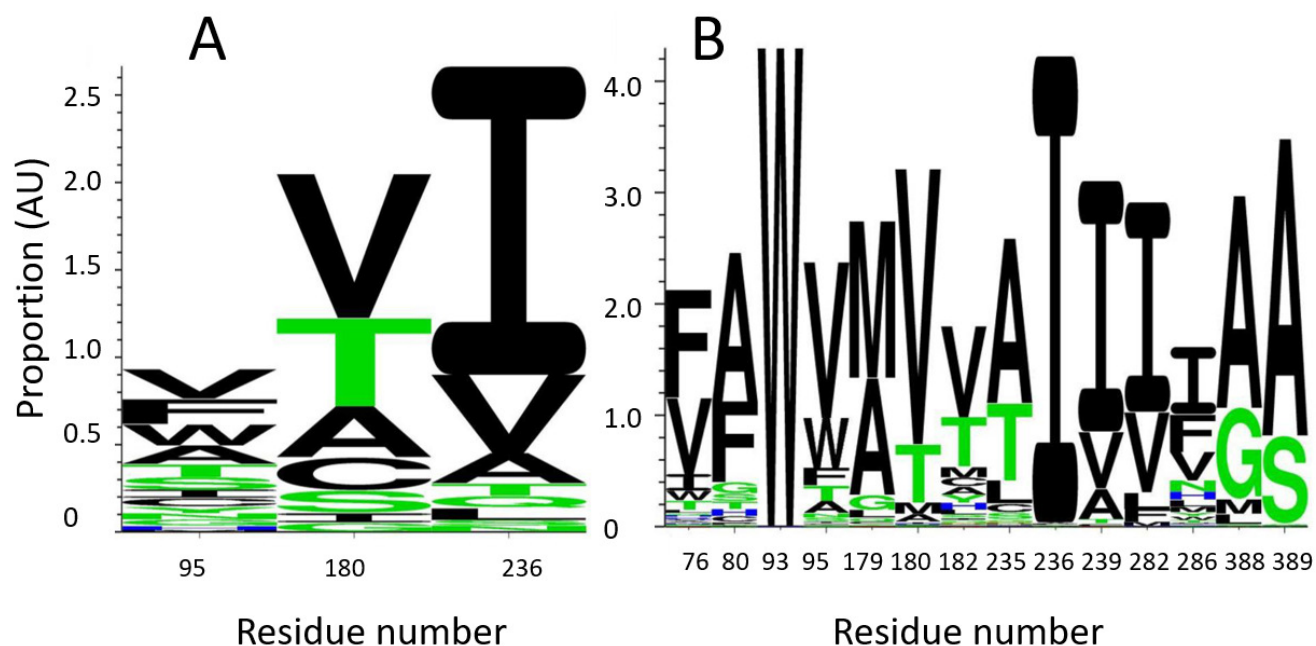 A
B
Proportion (AU)
2.5
2.0
1.5
1.0
0.5
0
95 180 236
Residue number
4.0
3.0
2.0
1.0
0
76 80 93 95 179 180 182 235 236 239 282 286 388 389
Residue number
V T I
V A
A
C
S
F A W V M V V A I I I I A A
V F W A T T T V V F G S